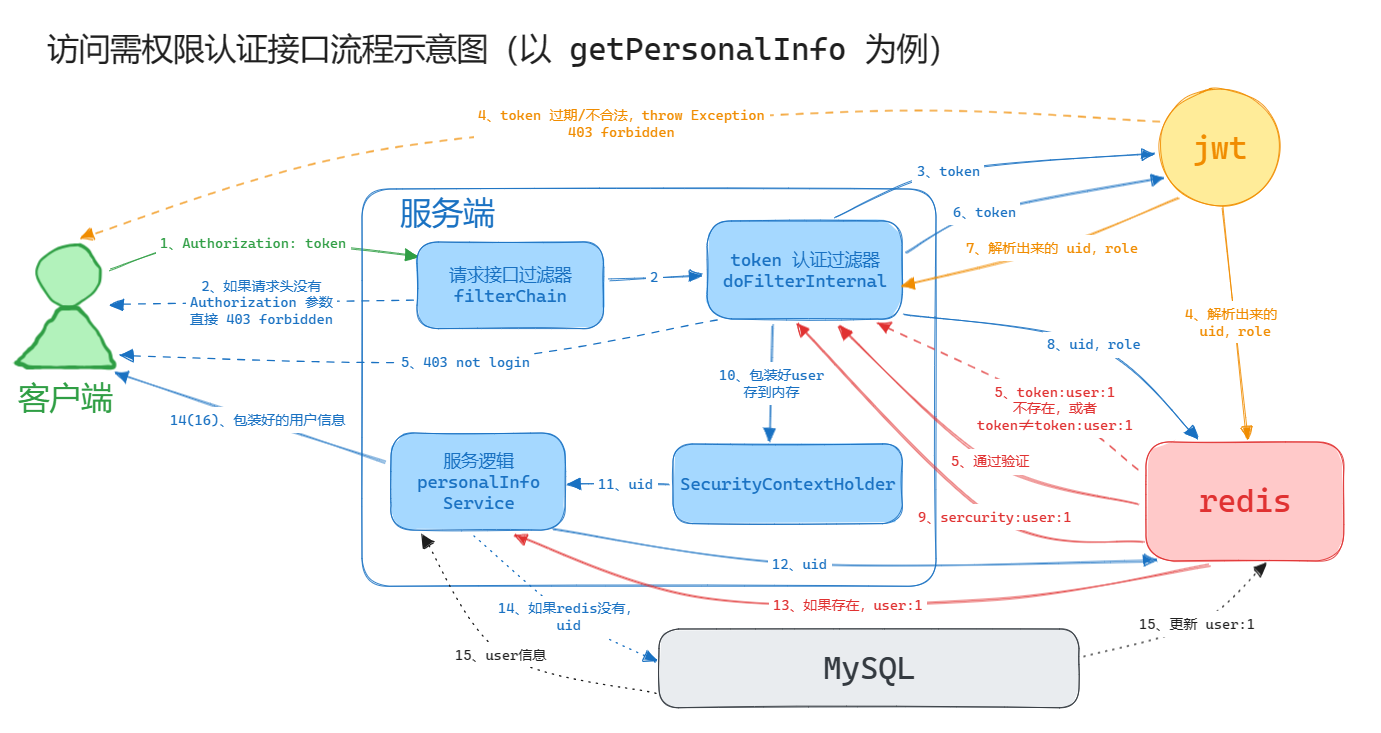 访问需权限认证接口流程示意图（以 getPersonalInfo 为例）
4、token 过期/不合法，throw Exception
403 forbidden
jwt
3、token
服务端
6、token
1、Authorization: token
7、解析出来的 uid，role
请求接口过滤器
filterChain
2
token 认证过滤器
doFilterInternal
2、如果请求头没有
Authorization 参数
直接 403 forbidden
4、解析出来的
uid，role
8、uid，role
5、403 not login
客户端
10、包装好user
存到内存
5、token:user:1
不存在，或者
token≠token:user:1
14(16)、包装好的用户信息
服务逻辑
personalInfo
Service
11、uid
SecurityContextHolder
5、通过验证
redis
9、sercurity:user:1
12、uid
13、如果存在，user:1
14、如果redis没有，
uid
15、更新 user:1
15、user信息
MySQL